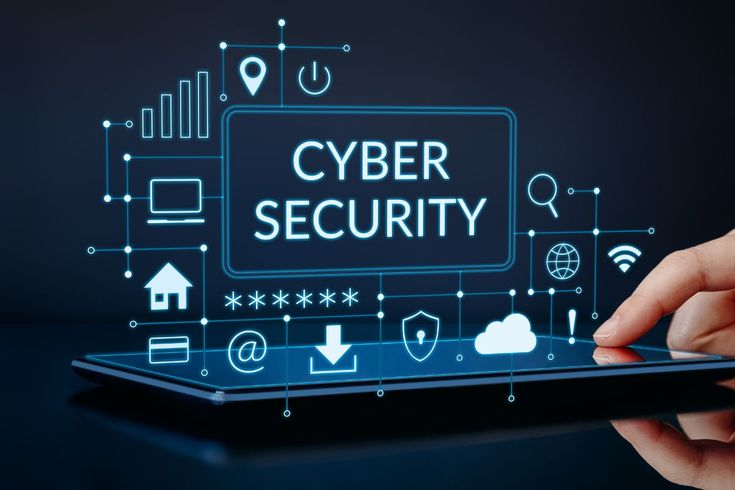 CYBER
SECURITY
******
@
!